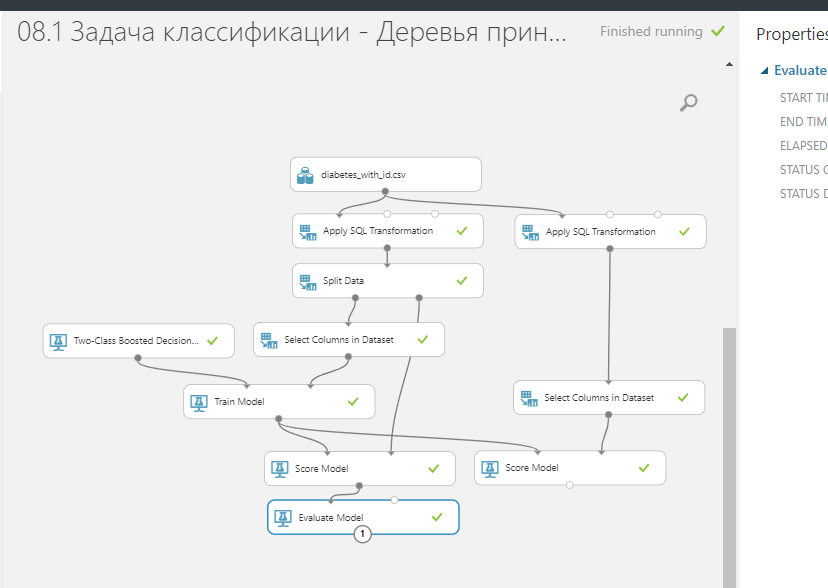 08.1 Задача классификации - Деревья прин...
Finished running
Properties
Evaluate
START TI
END TIM
ELAPSED
STATUS C
STATUS D
diabetes_with_id.csv
Apply SQL Transformation
Apply SQL Transformation
Split Data
Two-Class Boosted Decision...
Select Columns in Dataset
Train Model
Select Columns in Dataset
Score Model
Score Model
Evaluate Model
1